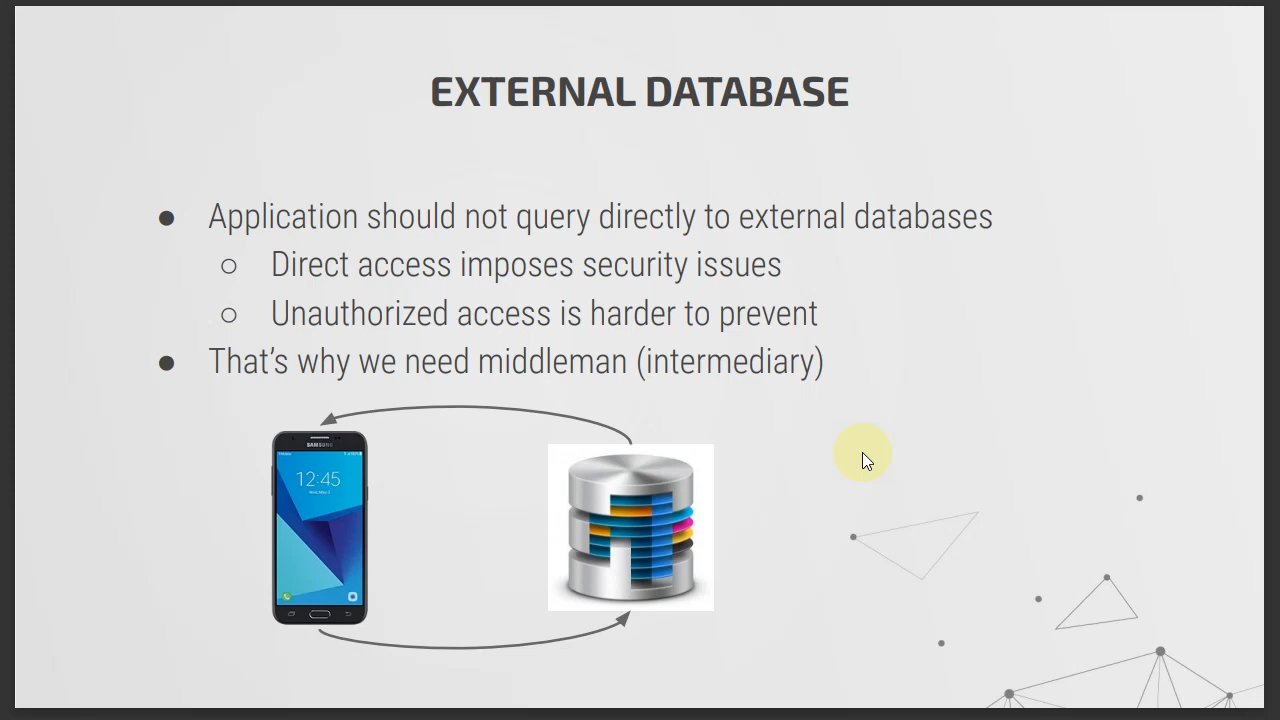 EXTERNAL DATABASE
● Application should not query directly to external databases
○ Direct access imposes security issues
○ Unauthorized access is harder to prevent
● That's why we need middleman (intermediary)
SAMSUNG
12:45